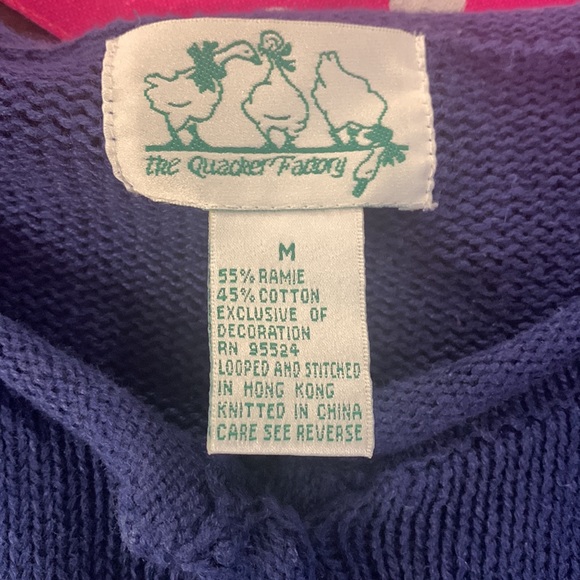 the Quacker Factory
M
55% RAMIE
45% COTTON
EXCLUSIVE OF
DECORATION
RN 95524
LOOPED AND STITCHED
IN HONG KONG
KNITTED IN CHINA
CARE SEE REVERSE